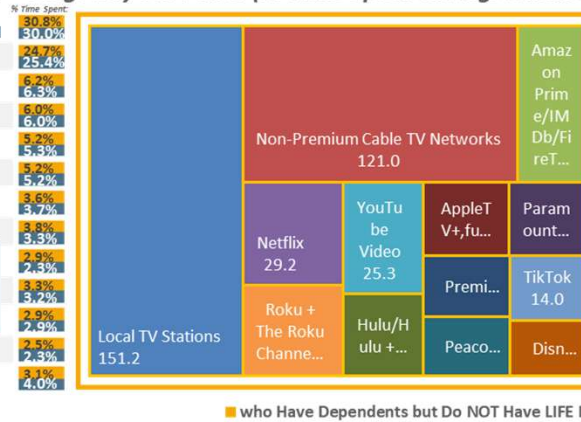 % Time Spent:
30.8%
30.0%
24.7%
25.4%
6.2%
6.3%
6.0%
6.0%
5.2%
5.3%
5.2%
5.2%
3.6%
3.7%
3.8%
3.3%
2.9%
2.3%
3.3%
3.2%
2.9%
2.9%
2.5%
2.3%
3.1%
4.0%
Local TV Stations
151.2
Non-Premium Cable TV Networks
121.0
Amaz
on
Prim
e/IM
Db/Fi
reT...
Netflix
29.2
YouTu
be
Video
25.3
AppleT
V+,fu...
Param
ount...
Premi...
TikTok
14.0
Roku +
The Roku
Channe...
Hulu/H
ulu +...
Peaco...
Disn...
who Have Dependents but Do NOT Have LIFE